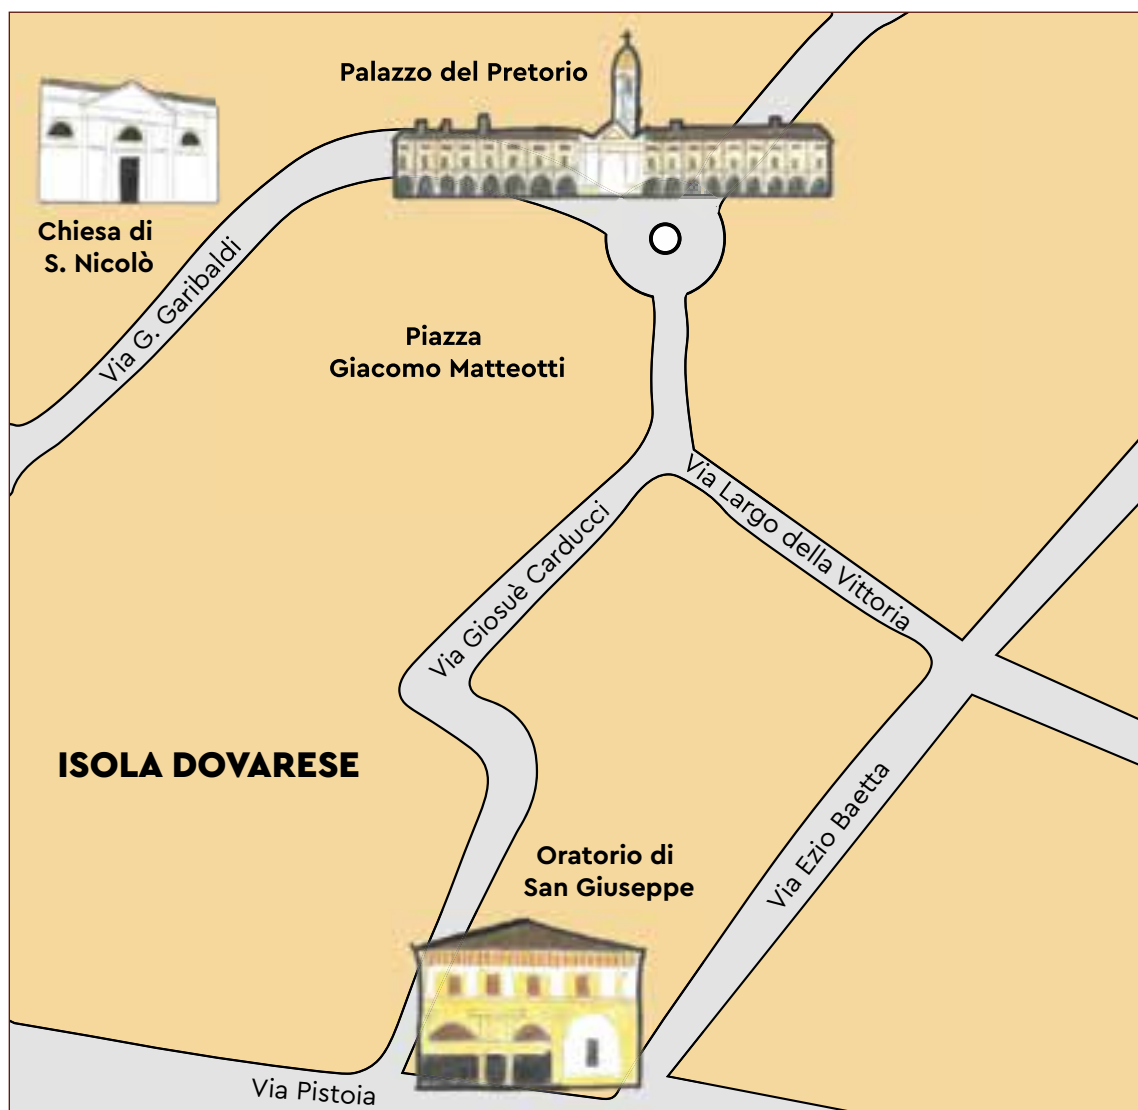 Palazzo del Pretorio
Chiesa di
S. Nicolò
Via G. Garibaldi
Piazza
Giacomo Matteotti
Via Largo della Vittoria
Via Giosuè Carducci
ISOLA DOVARESE
Via Ezio Baetta
Oratorio di
San Giuseppe
Via Pistoia